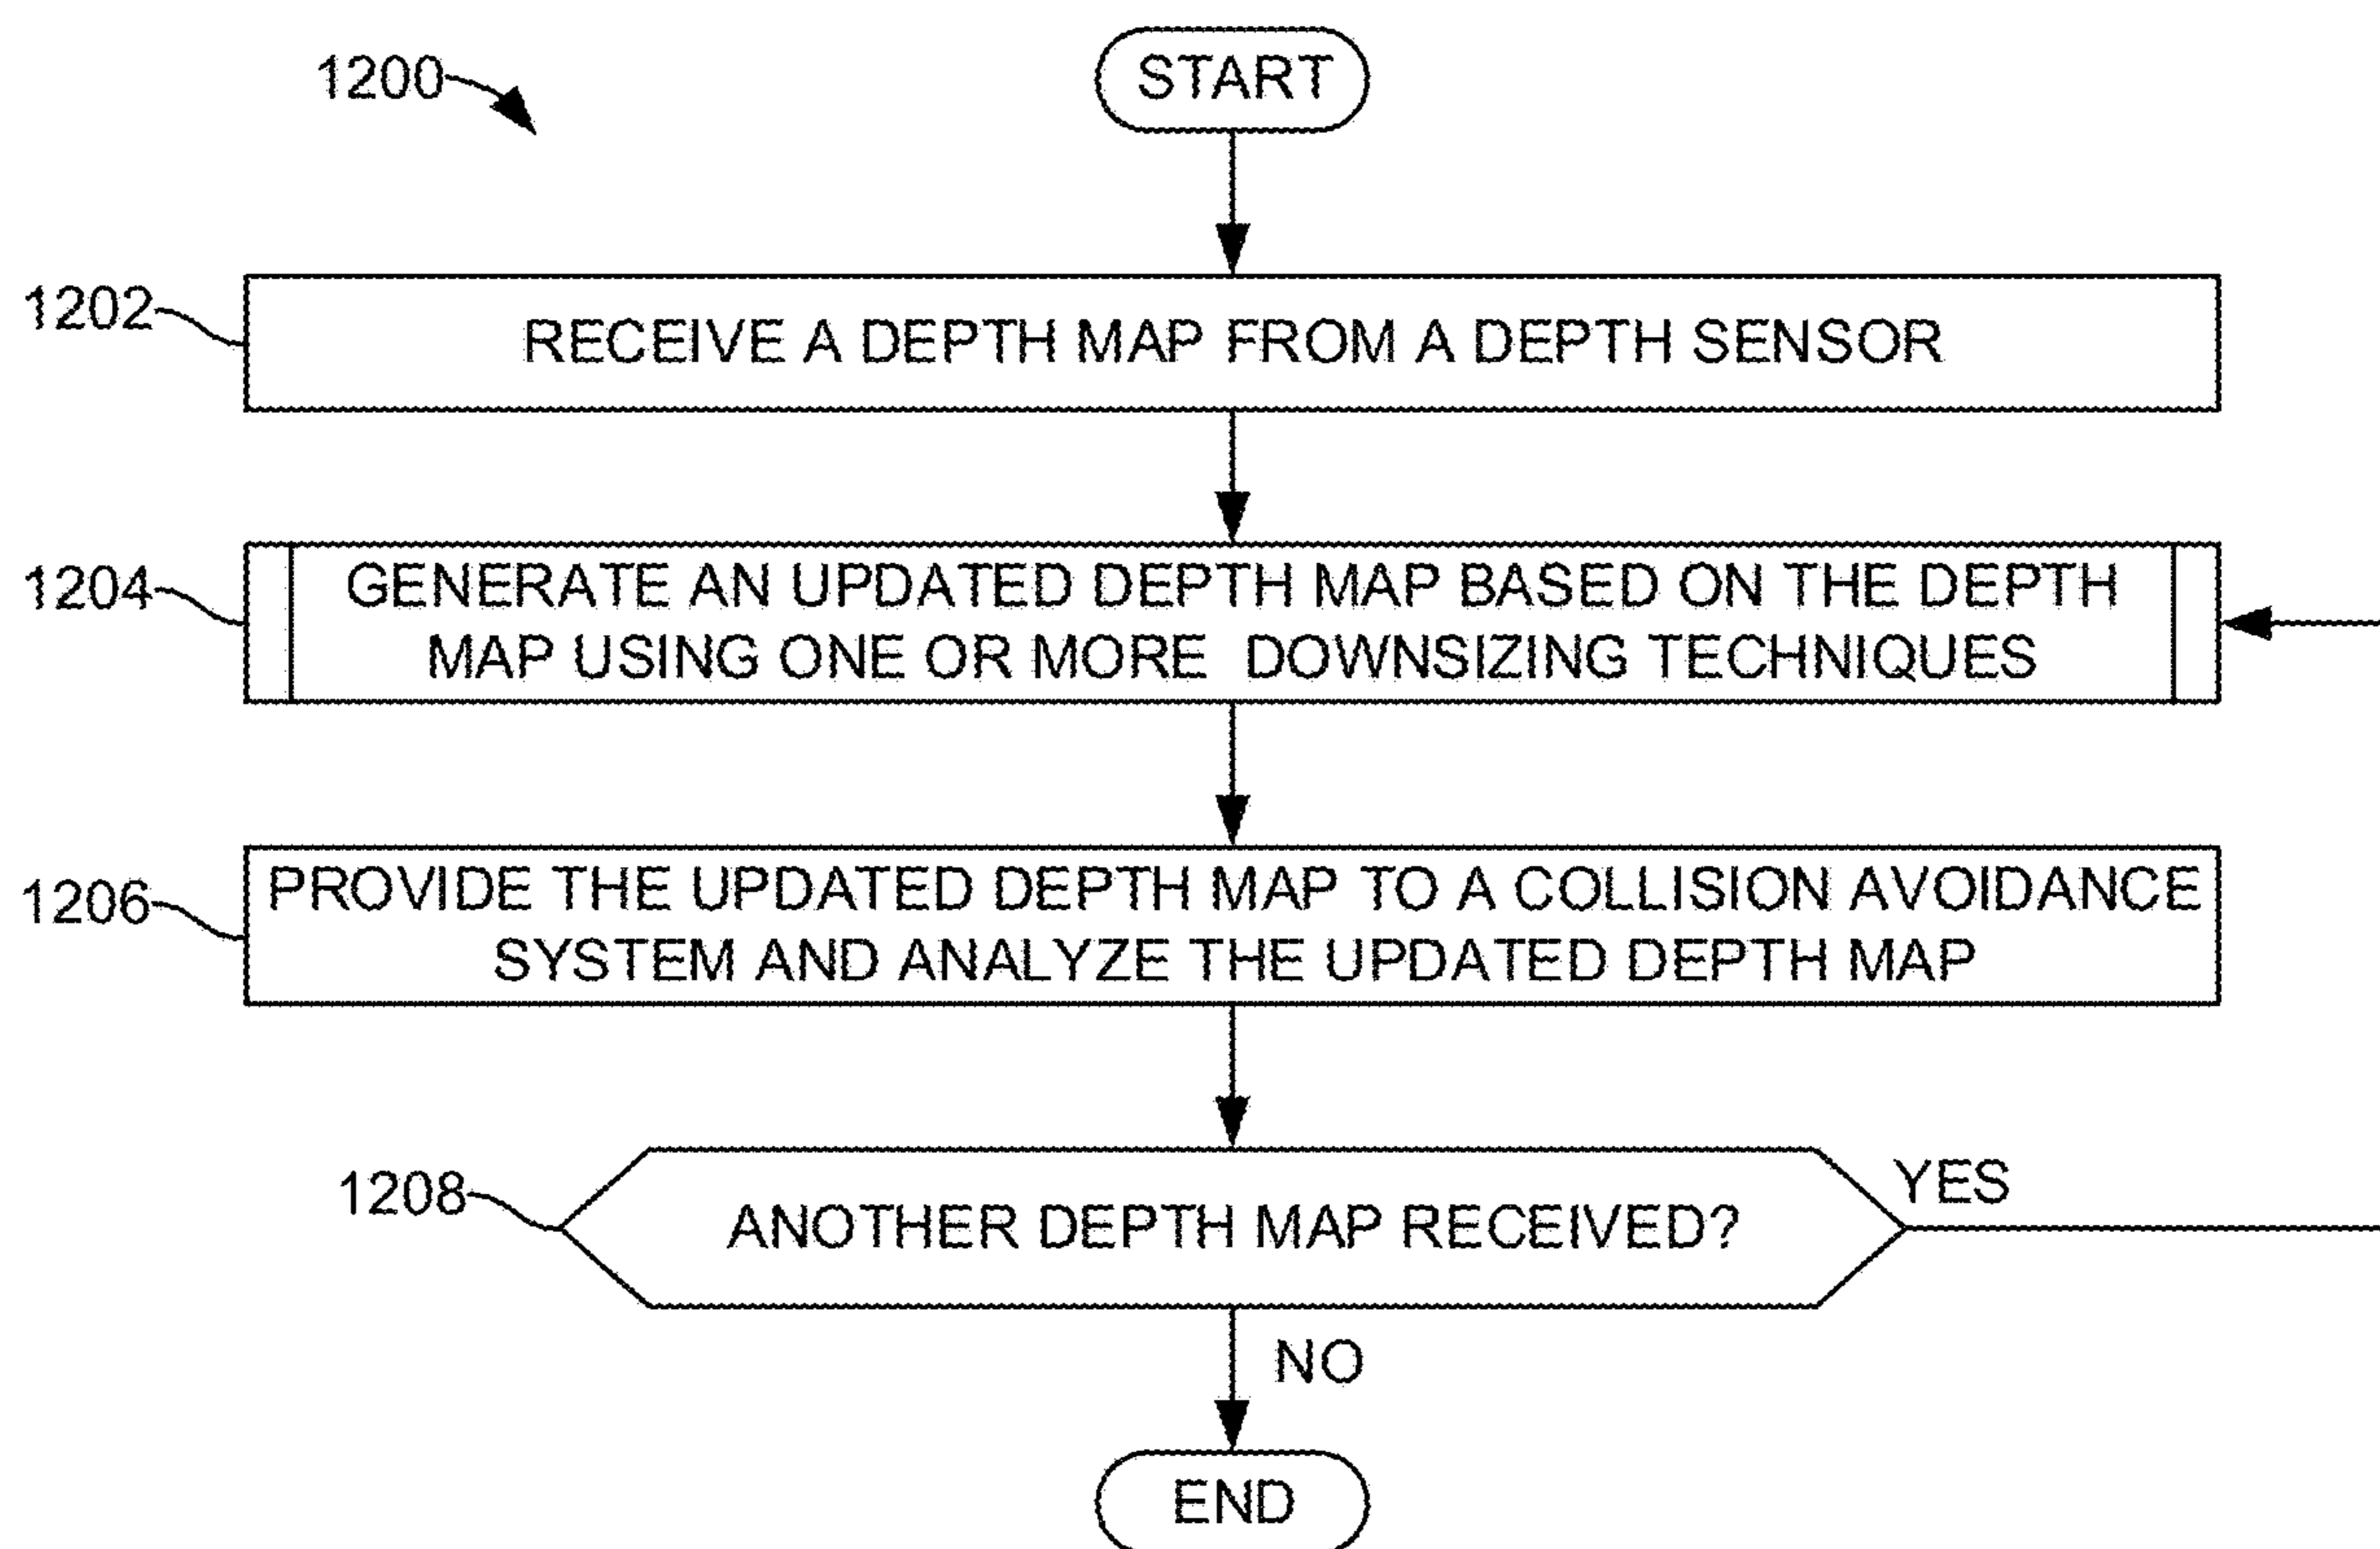 1200
START
1202
RECEIVE A DEPTH MAP FROM A DEPTH SENSOR
1204
GENERATE AN UPDATED DEPTH MAP BASED ON THE DEPTH
MAP USING ONE OR MORE DOWNSIZING TECHNIQUES
1206
PROVIDE THE UPDATED DEPTH MAP TO A COLLISION AVOIDANCE
SYSTEM AND ANALYZE THE UPDATED DEPTH MAP
1208
ANOTHER DEPTH MAP RECEIVED?
YES
NO
END